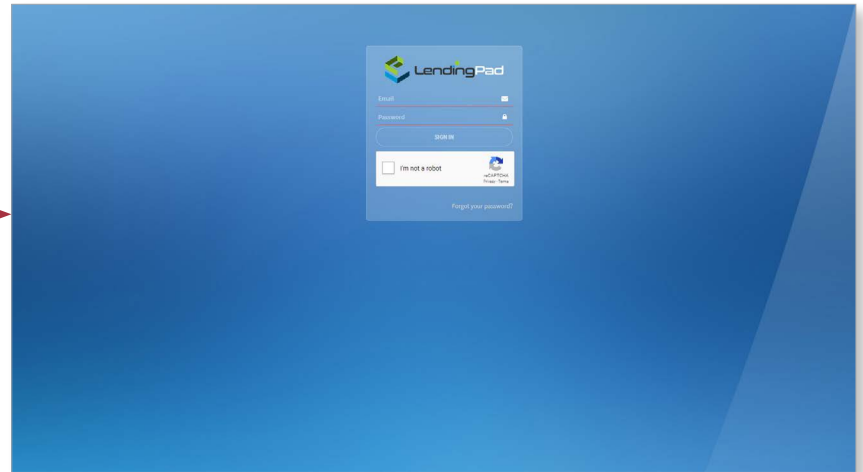 LendingPad
Email
Password
SIGN IN
I'm not a robot
reCAPTCHA
Privacy - Terms
Forgot your password?